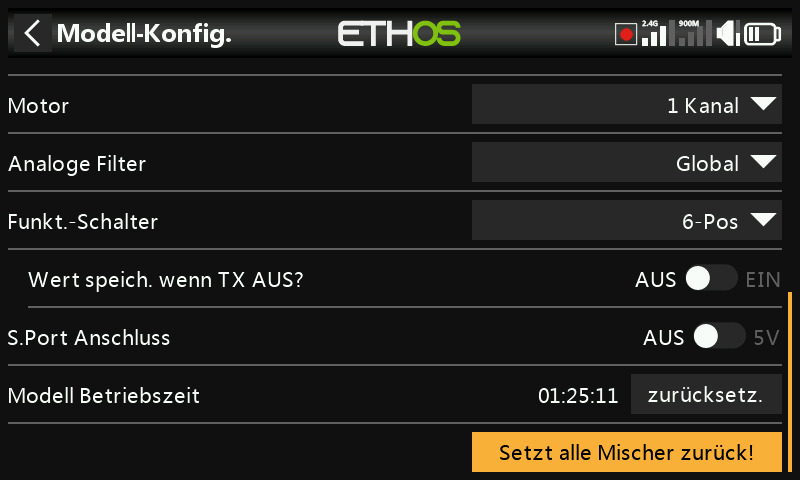 Modell-Konfig. ETHOS 2.4G 900M
Motor 1 Kanal
Analoge Filter Global
Funkt.-Schalter 6-Pos
Wert speich. wenn TX AUS? AUS EIN
S.Port Anschluss AUS 5V
Modell Betriebszeit 01:25:11 zurücksetz.
Setzt alle Mischer zurück!